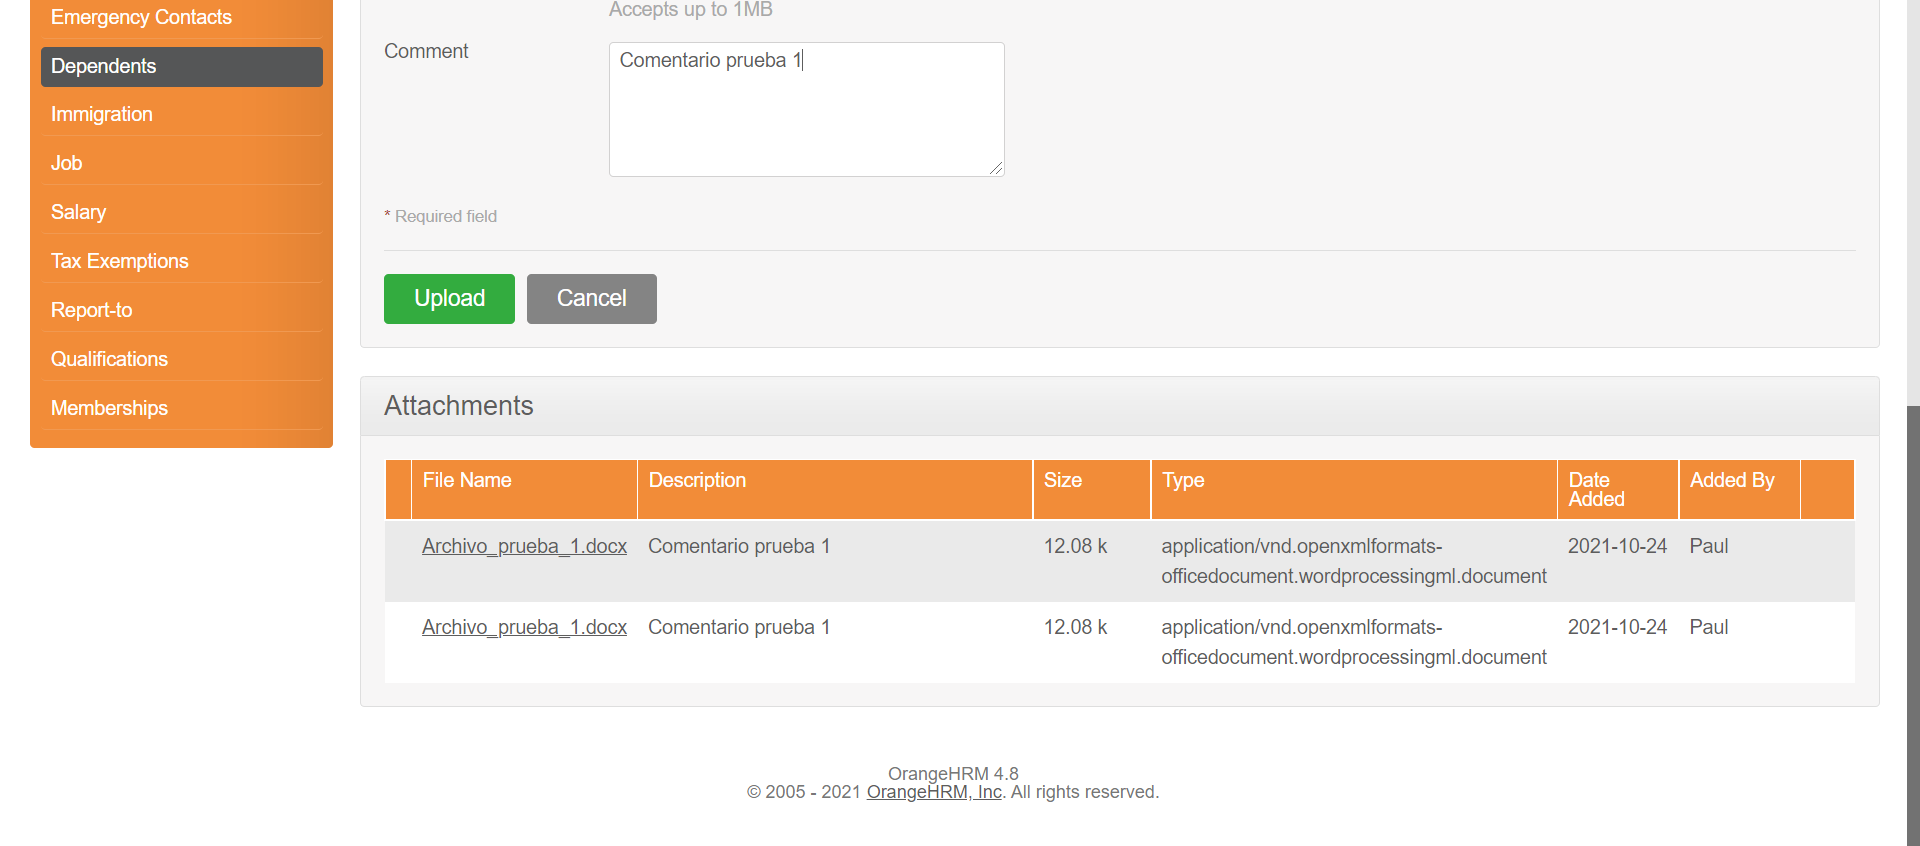 Emergency Contacts
Dependents
Immigration
Job
Salary
Tax Exemptions
Report-to
Qualifications
Memberships
Accepts up to 1MB
Comment
Comentario prueba 1
* Required field
Upload Cancel
Attachments
File Name Description Size Type Date Added Added By
Archivo_prueba_1.docx Comentario prueba 1 12.08 k application/vnd.openxmlformats- 2021-10-24 Paul
officedocument.wordprocessingml.document
Archivo_prueba_1.docx Comentario prueba 1 12.08 k application/vnd.openxmlformats- 2021-10-24 Paul
officedocument.wordprocessingml.document
OrangeHRM 4.8
© 2005 - 2021 OrangeHRM, Inc. All rights reserved.